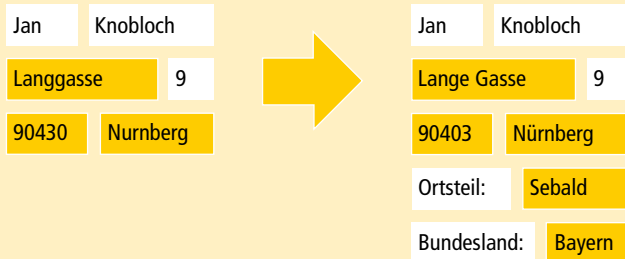 Jan Knobloch
Langgasse 9
90430 Nurnberg
Jan Knobloch
Lange Gasse 9
90403 Nürnberg
Ortsteil: Sebald
Bundesland: Bayern